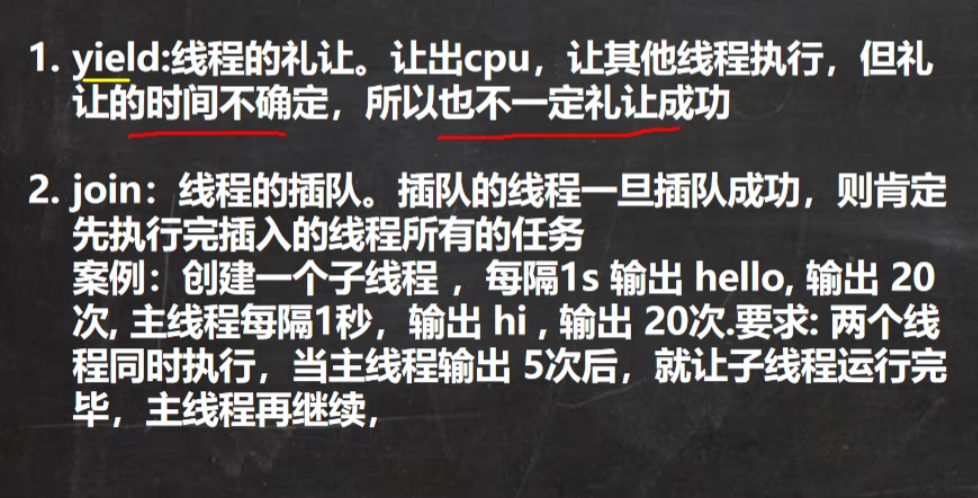 1. yield:线程的礼让。让出cpu，让其他线程执行，但礼
让的时间不确定，所以也不一定礼让成功
2. join：线程的插队。插队的线程一旦插队成功，则肯定
先执行完插入的线程所有的任务
案例：创建一个子线程 ，每隔1s 输出 hello, 输出 20
次, 主线程每隔1秒，输出 hi , 输出 20次.要求: 两个线
程同时执行，当主线程输出 5次后，就让子线程运行完
毕，主线程再继续，